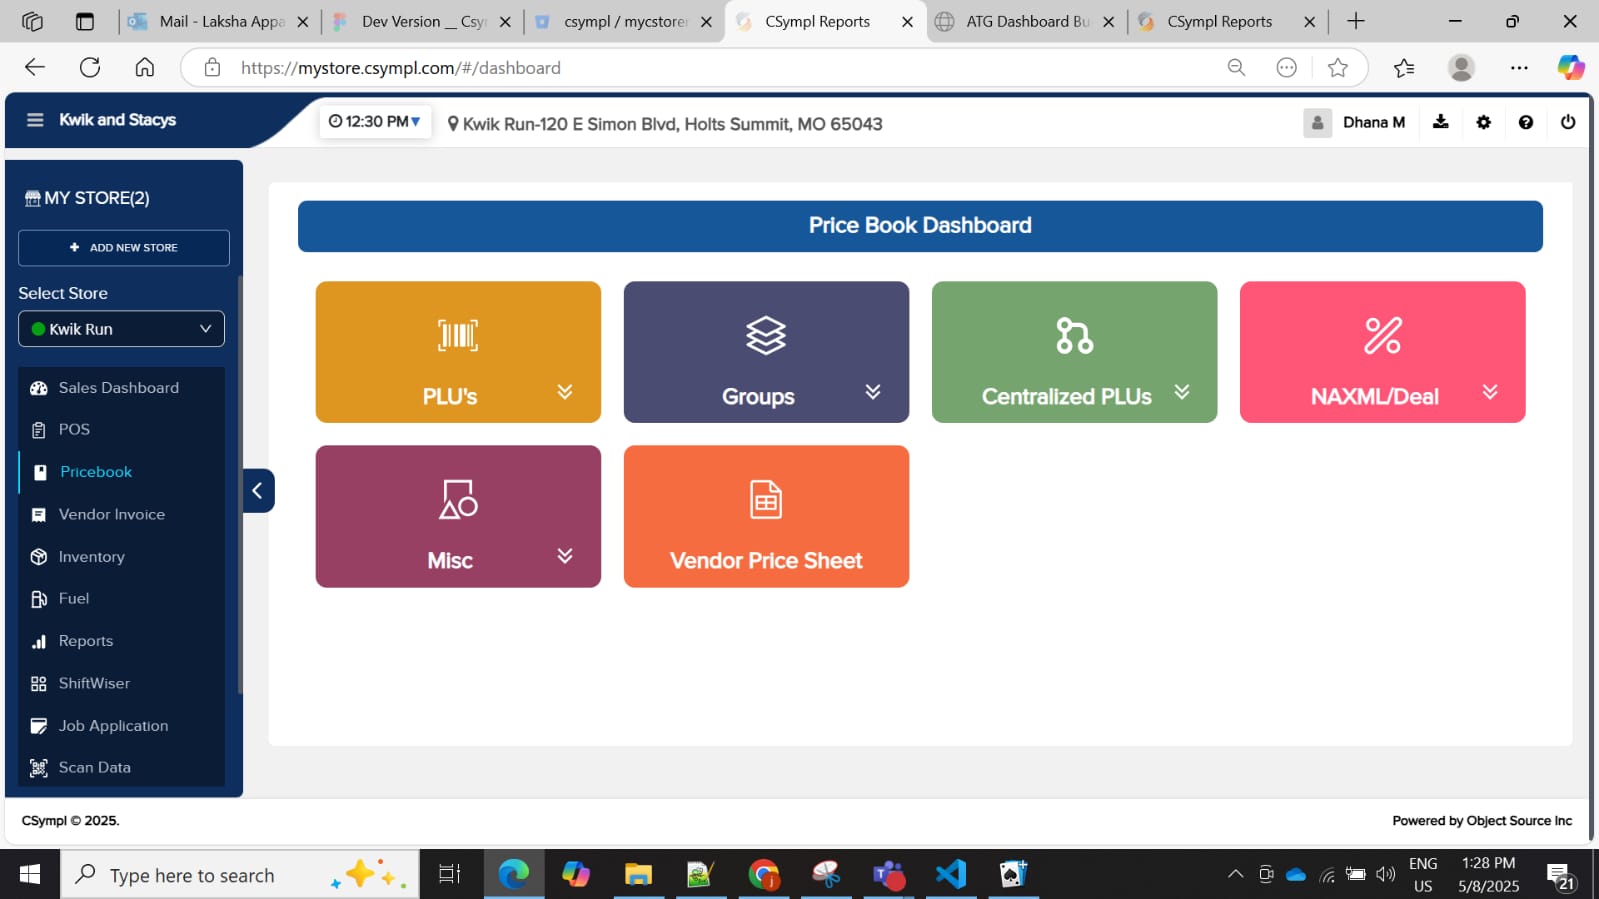 Mail - Laksha Appa
Dev Version __ Csy
csympl / mycstore
CSympl Reports
ATG Dashboard Bu
CSympl Reports
https://mystore.csympl.com/#/dashboard
Kwik and Stacys
12:30 PM
Kwik Run-120 E Simon Blvd, Holts Summit, MO 65043
Dhana M
MY STORE(2)
+ ADD NEW STORE
Select Store
Kwik Run
Sales Dashboard
POS
Pricebook
Vendor Invoice
Inventory
Fuel
Reports
ShiftWiser
Job Application
Scan Data
Price Book Dashboard
PLU's
Groups
Centralized PLUs
NAXML/Deal
Misc
Vendor Price Sheet
CSympl © 2025.
Powered by Object Source Inc
Type here to search
ENG
US
1:28 PM
5/8/2025
21